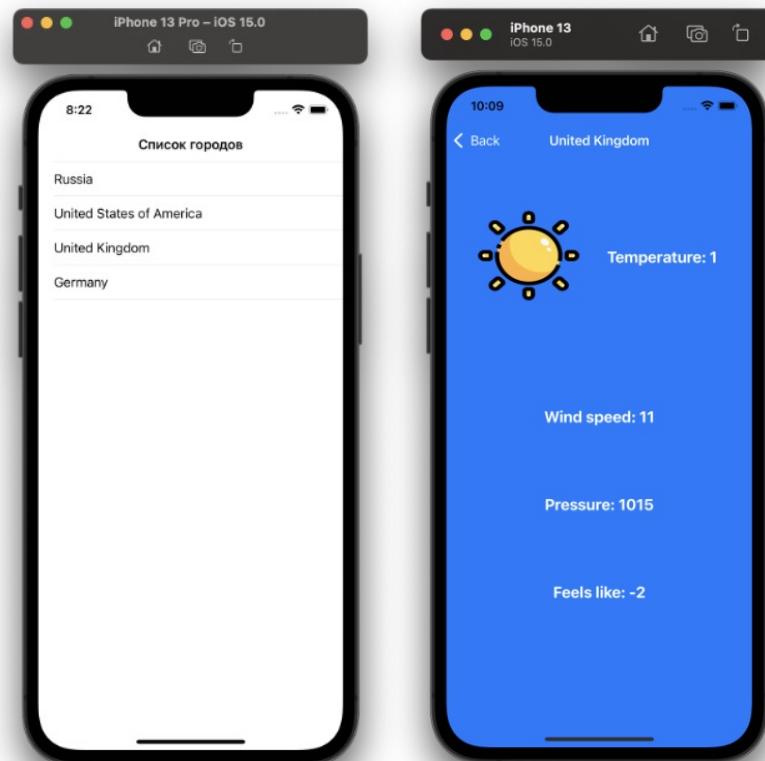 iPhone 13 Pro – iOS 15.0
8:22
Список городов
Russia
United States of America
United Kingdom
Germany
iPhone 13
iOS 15.0
10:09
Back
United Kingdom
Temperature: 1
Wind speed: 11
Pressure: 1015
Feels like: -2